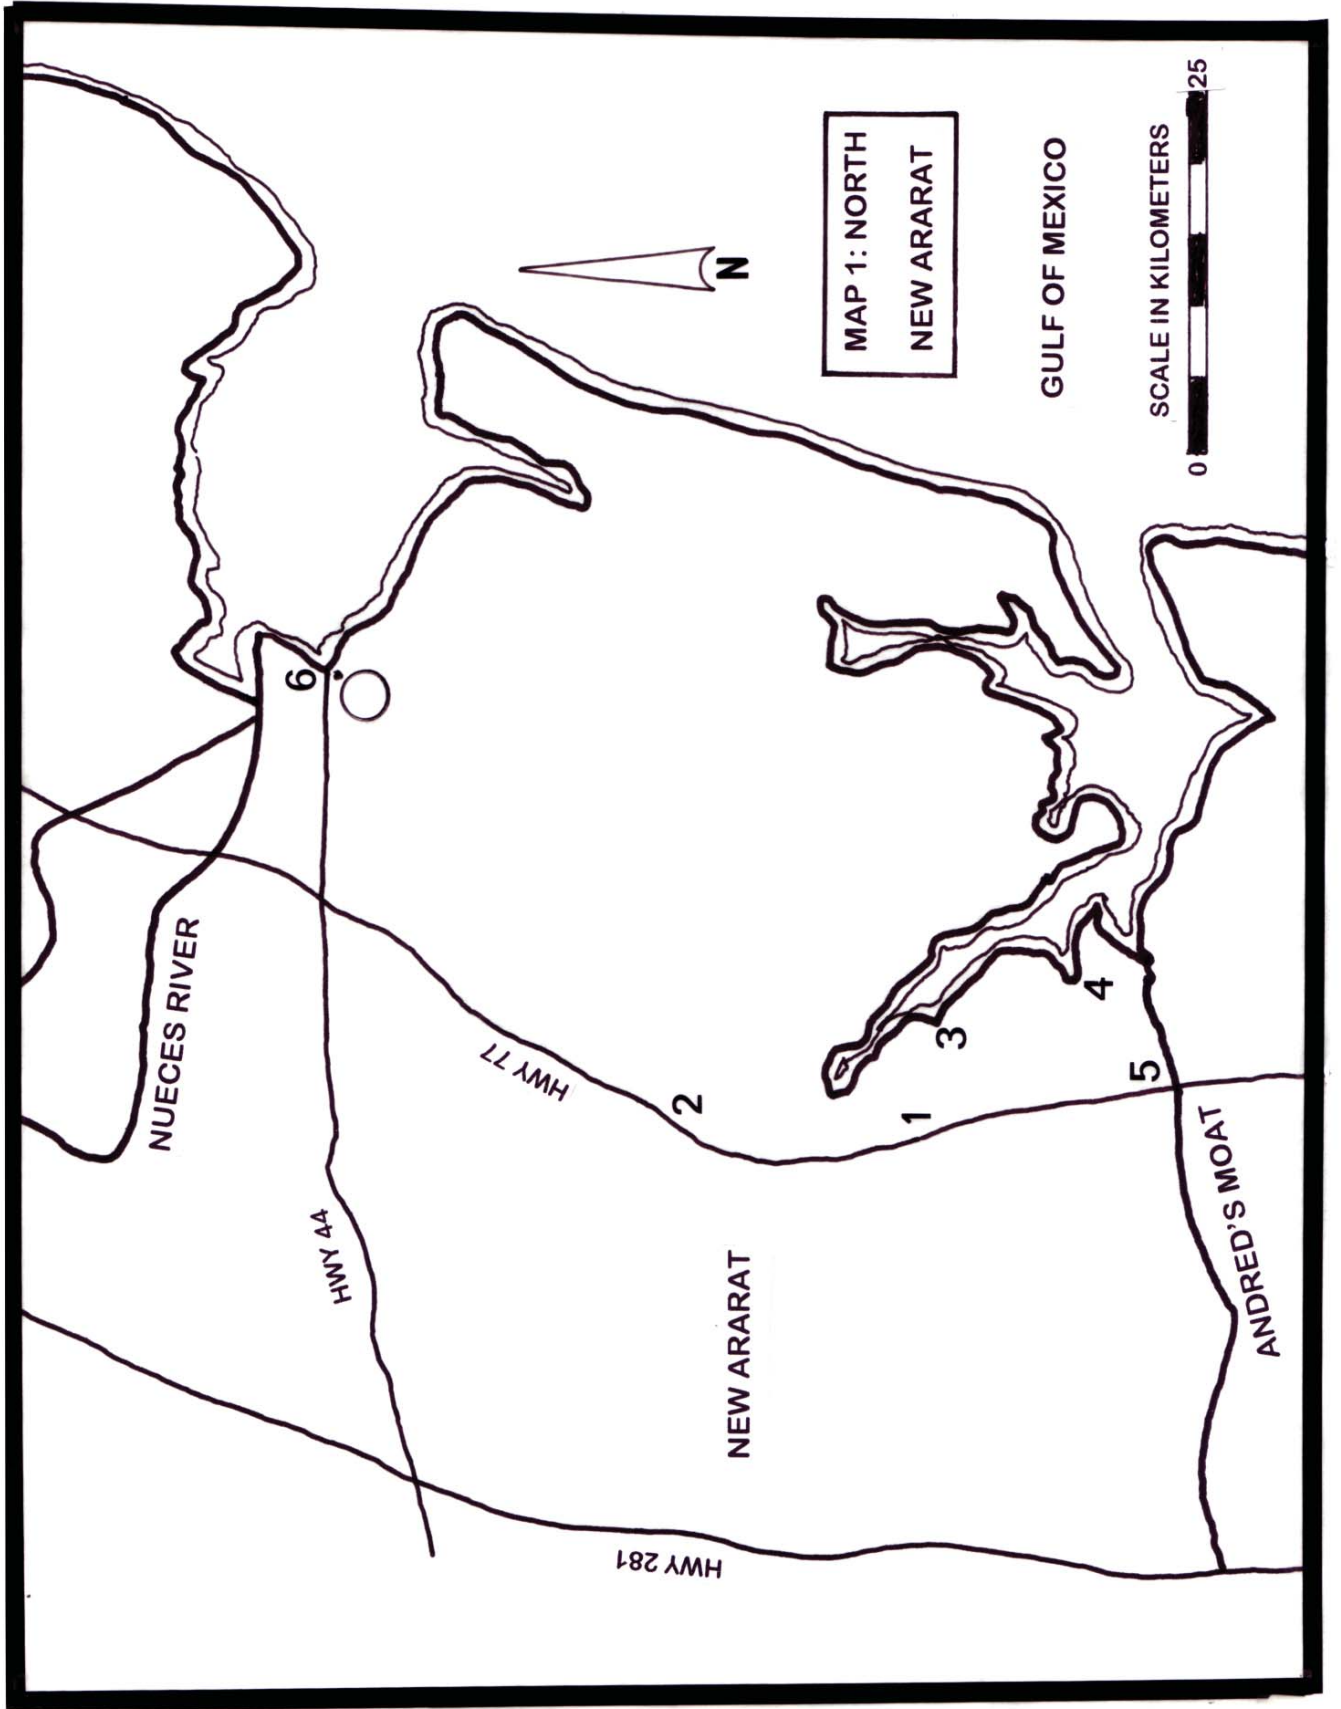 MAP 1: NORTH
NEW ARARAT
GULF OF MEXICO
SCALE IN KILOMETERS
0
25
N
NUECES RIVER
HWY 77
HWY 44
HWY 281
NEW ARARAT
ANDRED'S MOAT
1
2
3
4
5
6